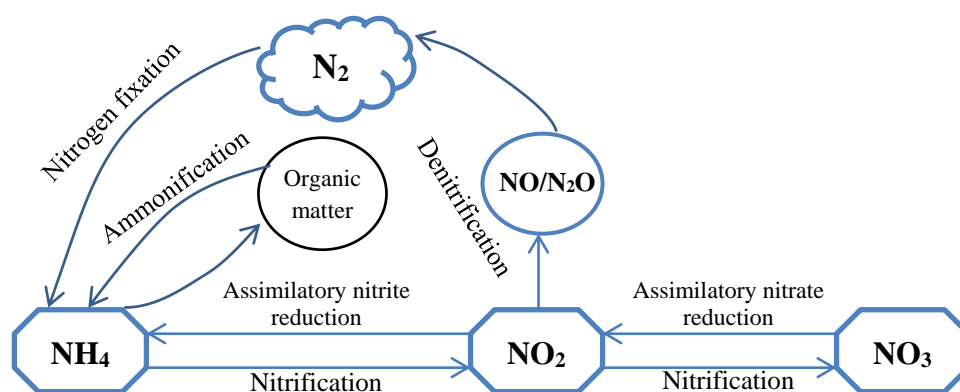 N₂
Nitrogen fixation
Ammonification
Organic
matter
Denitrification
NO/N₂O
Assimilatory nitrite
reduction
Assimilatory nitrate
reduction
NH₄
NO₂
NO₃
Nitrification
Nitrification